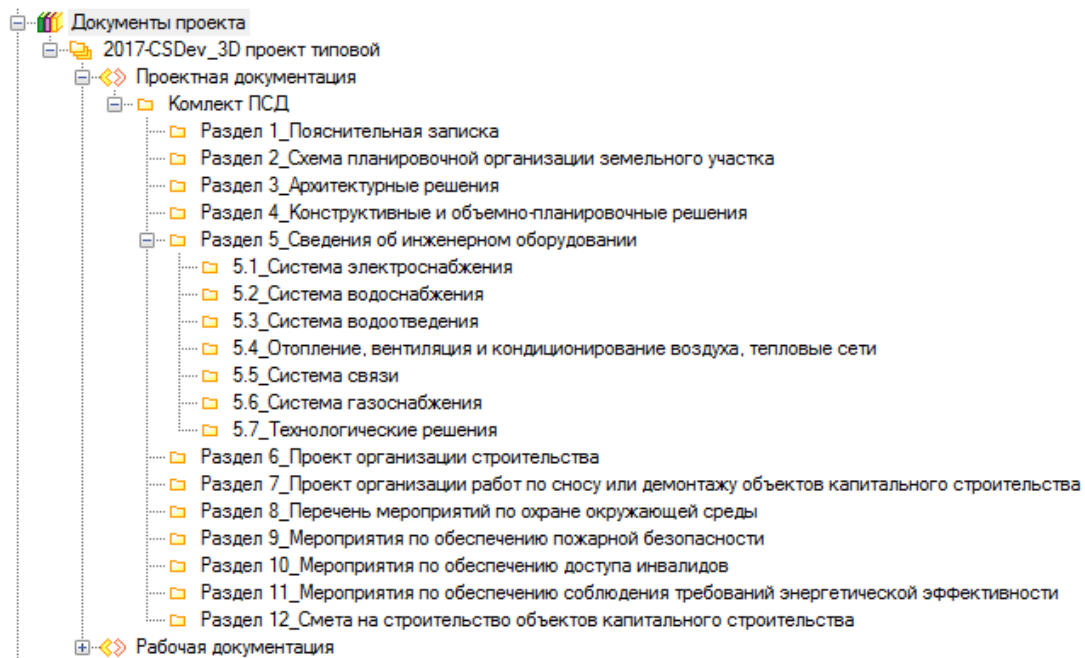 Документы проекта
2017-CSDev_3D проект типовой
Проектная документация
Комлект ПСД
Раздел 1_Пояснительная записка
Раздел 2_Схема планировочной организации земельного участка
Раздел 3_Архитектурные решения
Раздел 4_Конструктивные и объемно-планировочные решения
Раздел 5_Сведения об инженерном оборудовании
5.1_Система электроснабжения
5.2_Система водоснабжения
5.3_Система водоотведения
5.4_Отопление, вентиляция и кондиционирование воздуха, тепловые сети
5.5_Система связи
5.6_Система газоснабжения
5.7_Технологические решения
Раздел 6_Проект организации строительства
Раздел 7_Проект организации работ по сносу или демонтажу объектов капитального строительства
Раздел 8_Перечень мероприятий по охране окружающей среды
Раздел 9_Мероприятия по обеспечению пожарной безопасности
Раздел 10_Мероприятия по обеспечению доступа инвалидов
Раздел 11_Мероприятия по обеспечению соблюдения требований энергетической эффективности
Раздел 12_Смета на строительство объектов капитального строительства
Рабочая документация